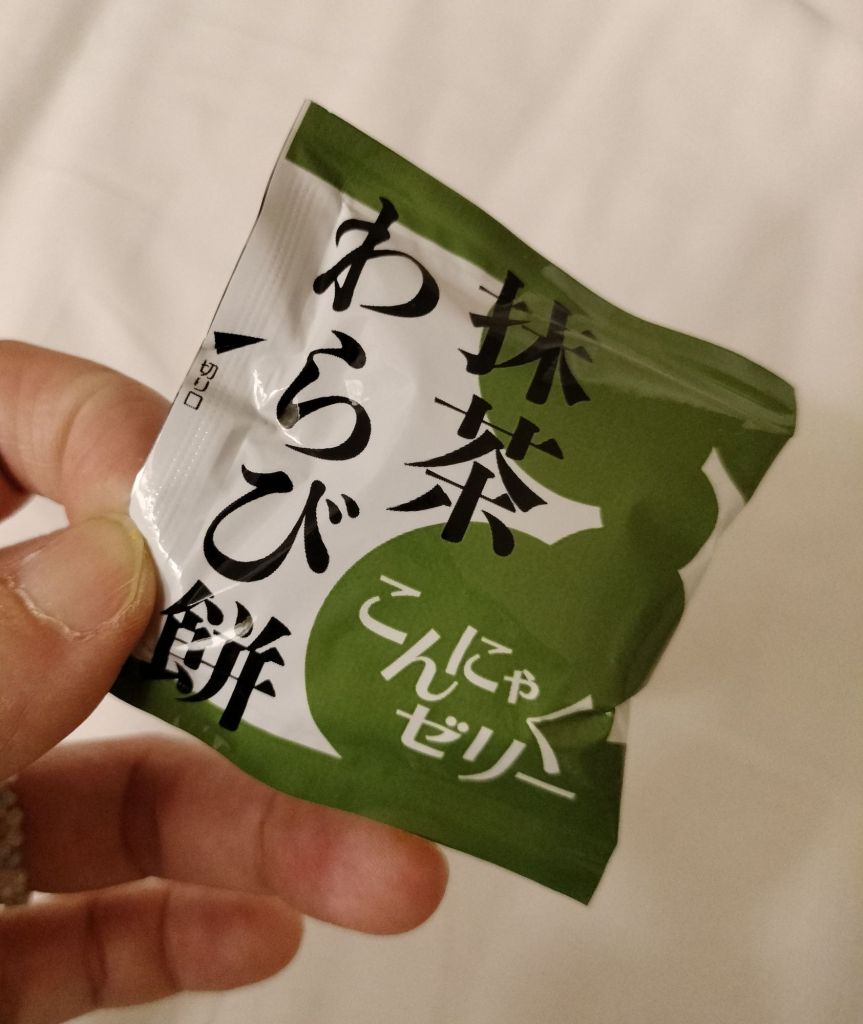 抹茶
わらび餅
こんにゃく
ゼリー
切り口